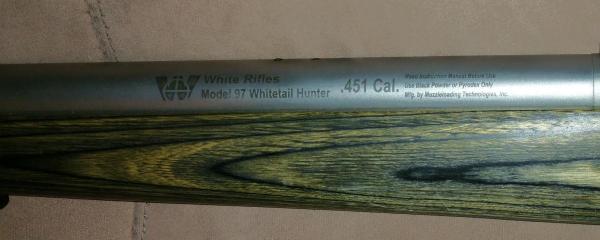 White Rifles
Model 97 Whitetail Hunter
.451 Cal.
Read Instruction Manual Before Use
Use Black Powder or Pyrodex Only
Mfg. by Muzzleloading Technologies, Inc.